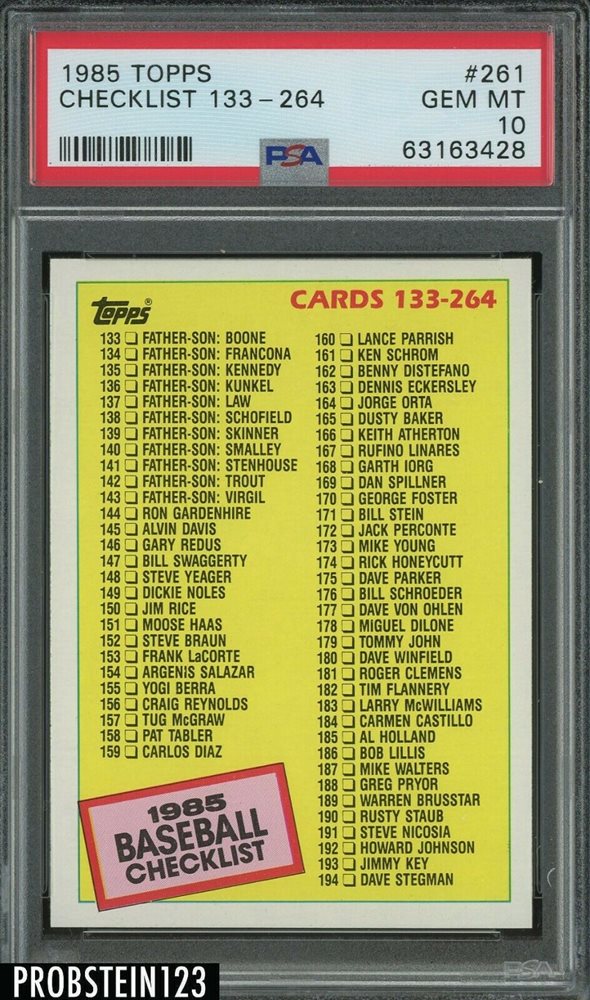 1985 TOPPS #261
CHECKLIST 133-264 GEM MT
10
PSA 63163428
Topps®
CARDS 133-264
133 FATHER-SON: BOONE
134 FATHER-SON: FRANCONA
135 FATHER-SON: KENNEDY
136 FATHER-SON: KUNKEL
137 FATHER-SON: LAW
138 FATHER-SON: SCHOFIELD
139 FATHER-SON: SKINNER
140 FATHER-SON: SMALLEY
141 FATHER-SON: STENHOUSE
142 FATHER-SON: TROUT
143 FATHER-SON: VIRGIL
144 RON GARDENHIRE
145 ALVIN DAVIS
146 GARY REDUS
147 BILL SWAGGERTY
148 STEVE YEAGER
149 DICKIE NOLES
150 JIM RICE
151 MOOSE HAAS
152 STEVE BRAUN
153 FRANK LaCORTE
154 ARGENIS SALAZAR
155 YOGI BERRA
156 CRAIG REYNOLDS
157 TUG McGRAW
158 PAT TABLER
159 CARLOS DIAZ
160 LANCE PARRISH
161 KEN SCHROM
162 BENNY DISTEFANO
163 DENNIS ECKERSLEY
164 JORGE ORTA
165 DUSTY BAKER
166 KEITH ATHERTON
167 RUFINO LINARES
168 GARTH IORG
169 DAN SPILLNER
170 GEORGE FOSTER
171 BILL STEIN
172 JACK PERCONTE
173 MIKE YOUNG
174 RICK HONEYCUTT
175 DAVE PARKER
176 BILL SCHROEDER
177 DAVE VON OHLEN
178 MIGUEL DILONE
179 TOMMY JOHN
180 DAVE WINFIELD
181 ROGER CLEMENS
182 TIM FLANNERY
183 LARRY McWILLIAMS
184 CARMEN CASTILLO
185 AL HOLLAND
186 BOB LILLIS
187 MIKE WALTERS
188 GREG PRYOR
189 WARREN BRUSSTAR
190 RUSTY STAUB
191 STEVE NICOSIA
192 HOWARD JOHNSON
193 JIMMY KEY
194 DAVE STEGMAN
1985
BASEBALL
CHECKLIST
PSA
PROBSTEIN123